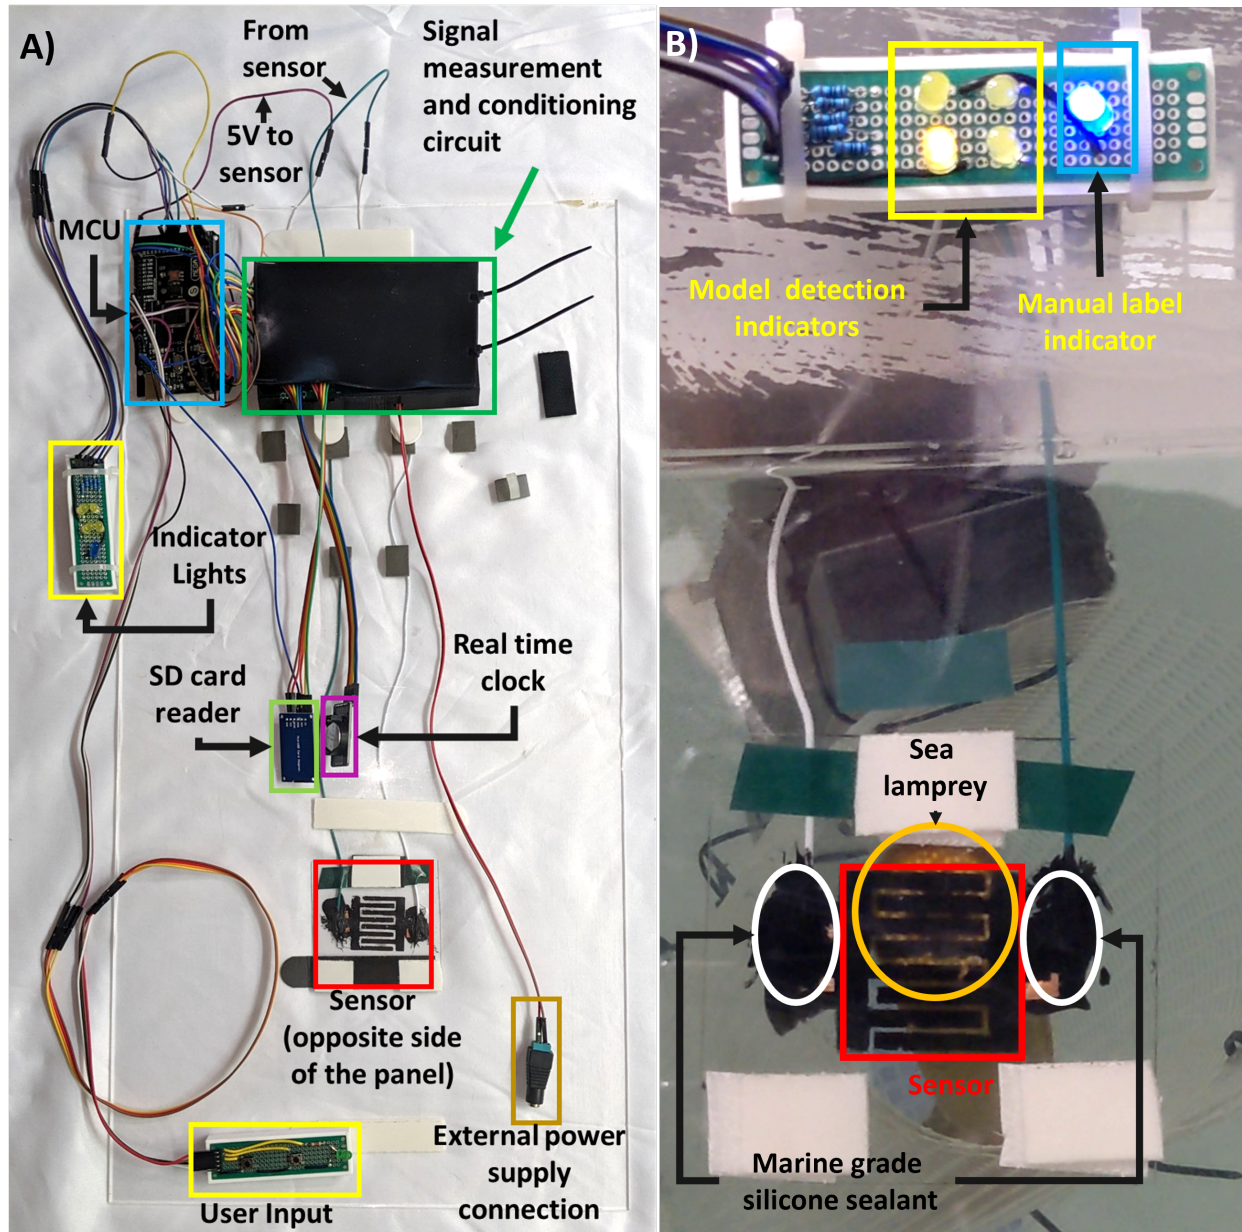 A)
From
sensor
Signal
measurement
and conditioning
circuit
5V to
sensor
MCU
Indicator
Lights
Real time
clock
SD card
reader
Sensor
(opposite side
of the panel)
External power
supply
connection
User Input
B)
Model detection
indicators
Manual label
indicator
Sea
lamprey
Sensor
Marine grade
silicone sealant